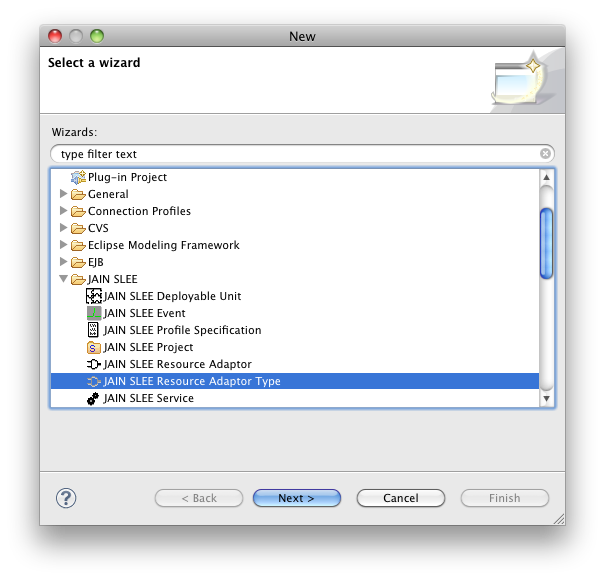 New
Select a wizard
Wizards:
type filter text
Plug-in Project
General
Connection Profiles
CVS
Eclipse Modeling Framework
EJB
JAIN SLEE
JAIN SLEE Deployable Unit
JAIN SLEE Event
JAIN SLEE Profile Specification
JAIN SLEE Project
JAIN SLEE Resource Adaptor
JAIN SLEE Resource Adaptor Type
JAIN SLEE Service
? < Back Next > Cancel Finish